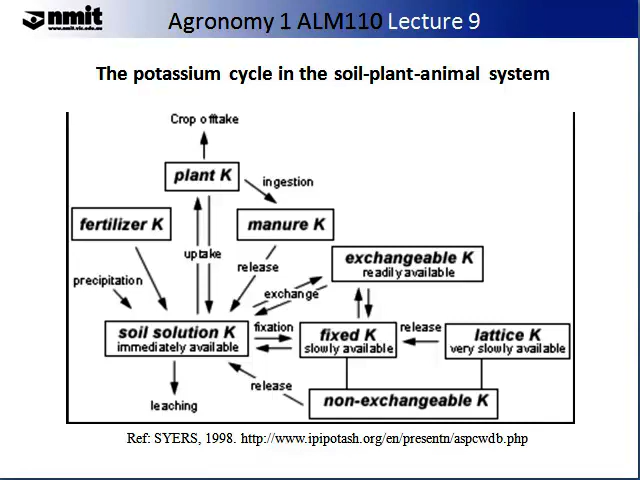 nmit
www.nmit.vic.edu.au
Agronomy 1 ALM110 Lecture 9
The potassium cycle in the soil-plant-animal system
Crop offtake
plant K
ingestion
fertilizer K
manure K
uptake
release
exchangeable K
readily available
precipitation
exchange
soil solution K
immediately available
fixation
fixed K
slowly available
release
lattice K
very slowly available
release
leaching
non-exchangeable K
Ref: SYERS, 1998. http://www.ipipotash.org/en/presentn/aspcwdb.php